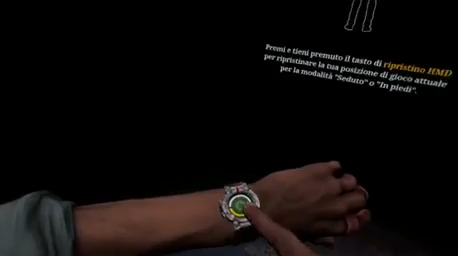 Premi e tieni premuto il tasto di ripristino HMD
per ripristinare la tua posizione di gioco attuale
per la modalità "Seduto" o "In piedi".